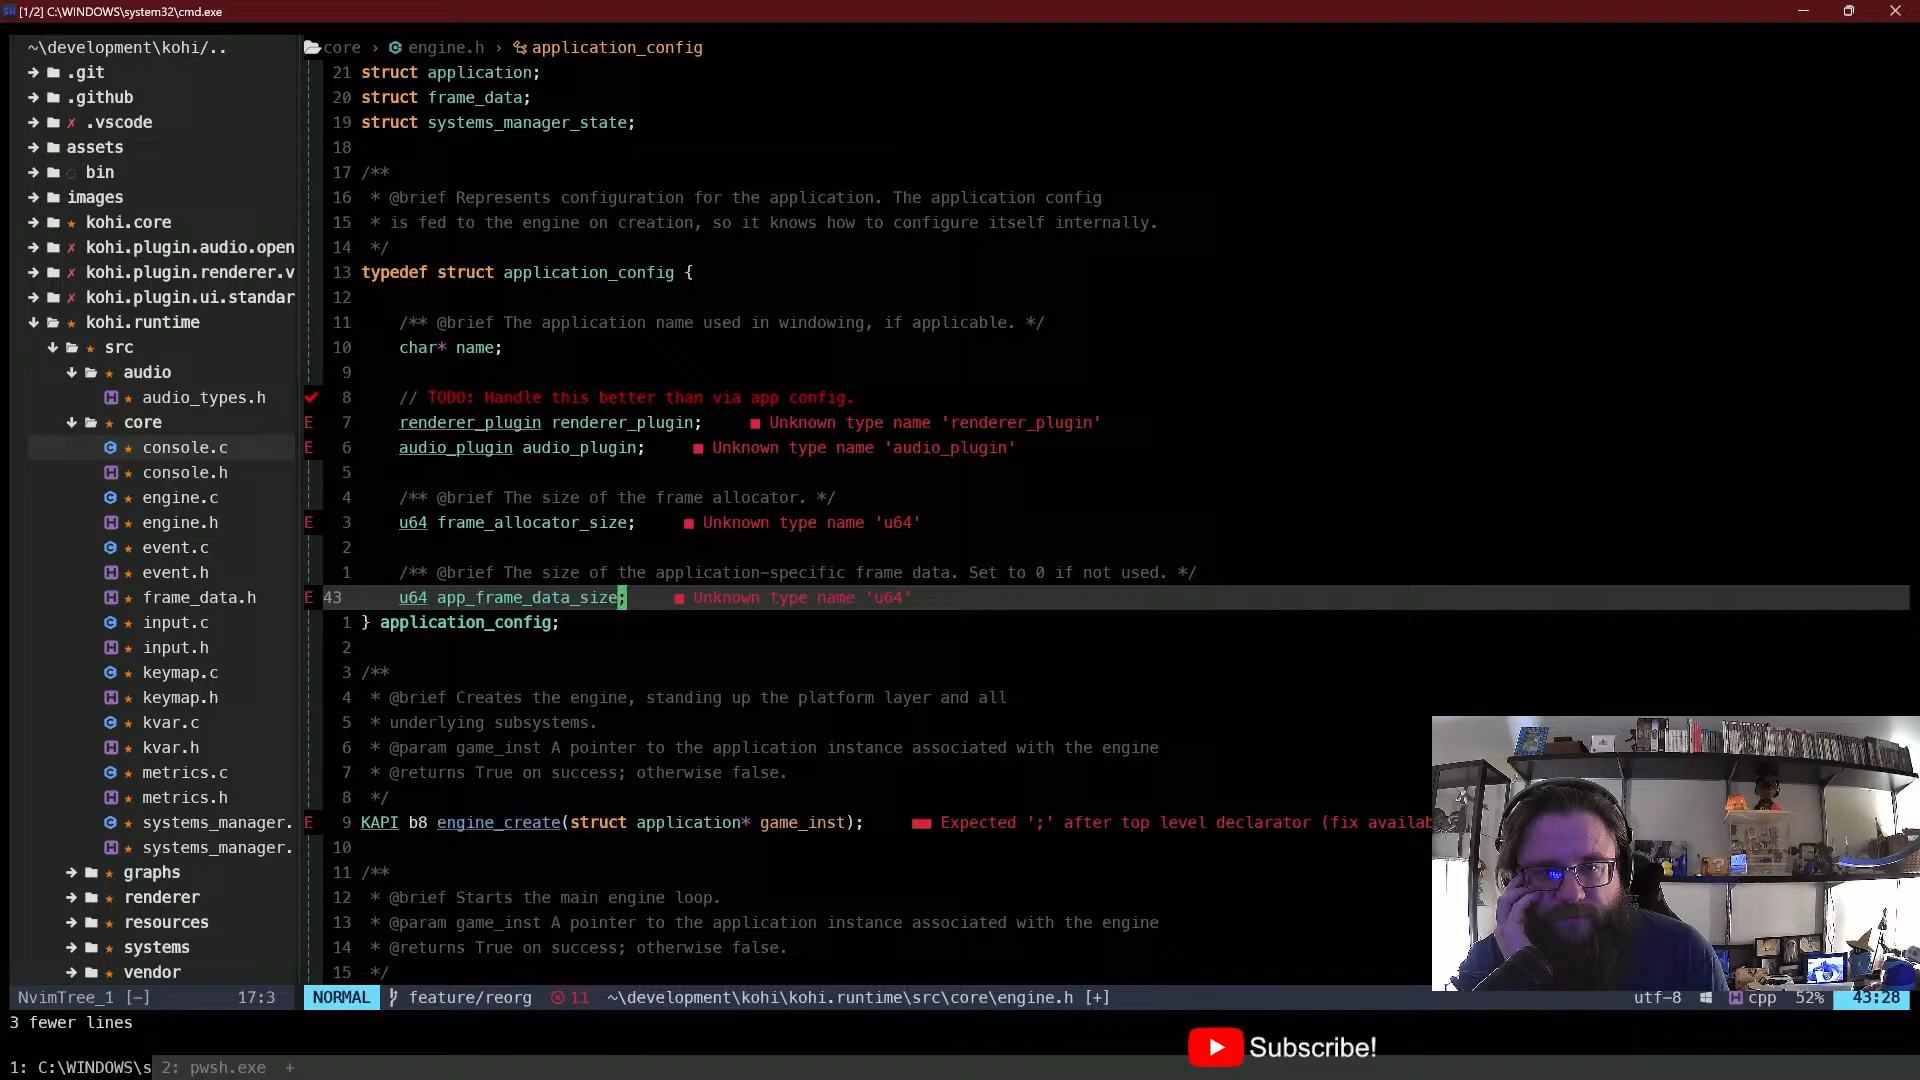 [1/2] C:\WINDOWS\system32\cmd.exe
~\development\kohi/..
.git
.github
✗ .vscode
assets
bin
images
kohi.core
✗ kohi.plugin.audio.open
✗ kohi.plugin.renderer.v
✗ kohi.plugin.ui.standar
kohi.runtime
src
audio
audio_types.h
core
console.c
console.h
engine.c
engine.h
event.c
event.h
frame_data.h
input.c
input.h
keymap.c
keymap.h
kvar.c
kvar.h
metrics.c
metrics.h
systems_manager.
systems_manager.
graphs
renderer
resources
systems
vendor
NvimTree_1 [-] 17:3
core › engine.h › application_config
21 struct application;
20 struct frame_data;
19 struct systems_manager_state;
18
17 /**
16 * @brief Represents configuration for the application. The application config
15 * is fed to the engine on creation, so it knows how to configure itself internally.
14 */
13 typedef struct application_config {
12
11 /** @brief The application name used in windowing, if applicable. */
10 char* name;
9
8 // TODO: Handle this better than via app config.
E 7 renderer_plugin renderer_plugin; ■ Unknown type name 'renderer_plugin'
E 6 audio_plugin audio_plugin; ■ Unknown type name 'audio_plugin'
5
4 /** @brief The size of the frame allocator. */
E 3 u64 frame_allocator_size; ■ Unknown type name 'u64'
2
1 /** @brief The size of the application-specific frame data. Set to 0 if not used. */
E 43 u64 app_frame_data_size; ■ Unknown type name 'u64'
1 } application_config;
2
3 /**
4 * @brief Creates the engine, standing up the platform layer and all
5 * underlying subsystems.
6 * @param game_inst A pointer to the application instance associated with the engine
7 * @returns True on success; otherwise false.
8 */
E 9 KAPI b8 engine_create(struct application* game_inst); ■■ Expected ';' after top level declarator (fix availab
10
11 /**
12 * @brief Starts the main engine loop.
13 * @param game_inst A pointer to the application instance associated with the engine
14 * @returns True on success; otherwise false.
15 */
NORMAL feature/reorg 11 ~\development\kohi\kohi.runtime\src\core\engine.h [+] utf-8 cpp 52% 43:28
3 fewer lines
Subscribe!
1: C:\WINDOWS\s 2: pwsh.exe +